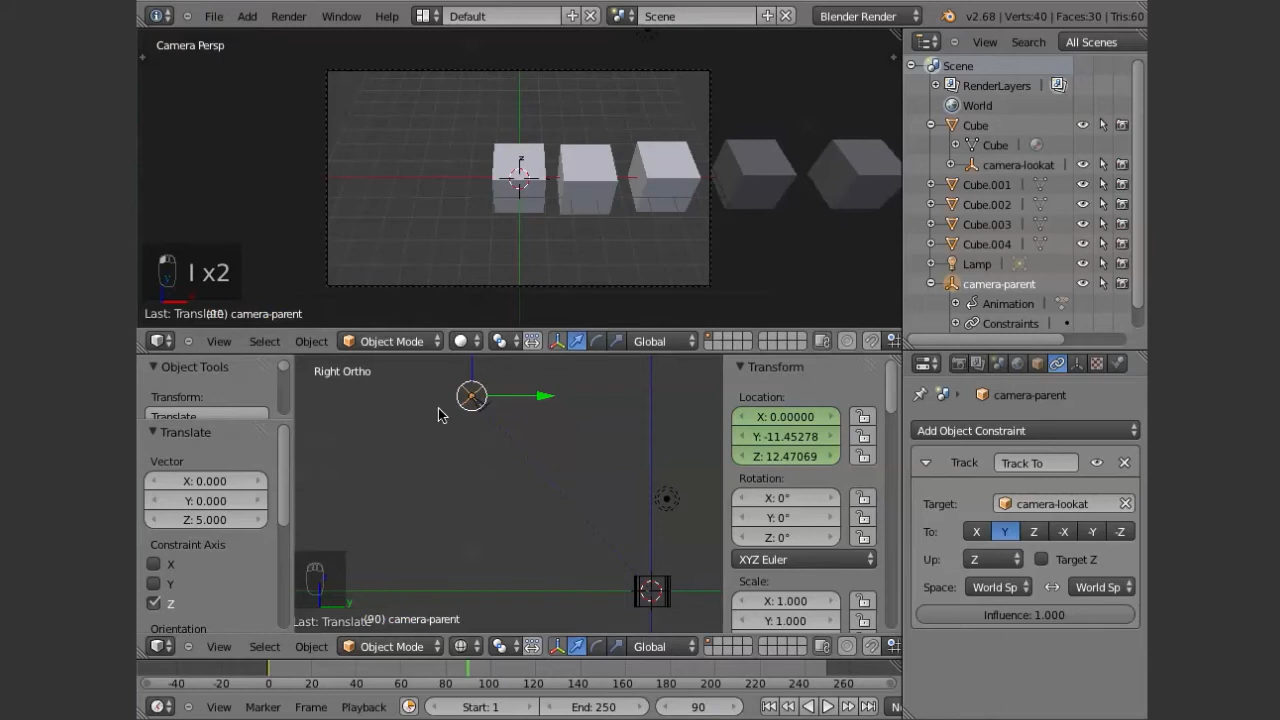 File Add Render Window Help Default Scene Blender Render v2.68 | Verts:40 | Faces:30 | Tris:60
Camera Persp
View Search All Scenes
Scene
RenderLayers |
World
Cube
Cube |
camera-lookat
Cube.001 |
Cube.002 |
Cube.003 |
Cube.004 |
Lamp |
camera-parent
Animation |
Constraints |
z
I x2
(90) camera-parent
View Select Object Object Mode Global
Object Tools
Transform:
Translate
Translate
Vector
X: 0.000
Y: 0.000
Z: 5.000
Constraint Axis
X
Y
Z
Orientation
Right Ortho
y
(90) camera-parent
Transform
Location:
X: 0.00000
Y: -11.45278
Z: 12.47069
Rotation:
X: 0°
Y: 0°
Z: 0°
XYZ Euler
Scale:
X: 1.000
Y: 1.000
camera-parent
Add Object Constraint
Track Track To
Target: camera-lookat
To: X Y Z -X -Y -Z
Up: Z Target Z
Space: World Sp World Sp
Influence: 1.000
View Select Object Object Mode Global
-40 -20 0 20 40 60 80 100 120 140 160 180 200 220 240 260
View Marker Frame Playback Start: 1 End: 250 90